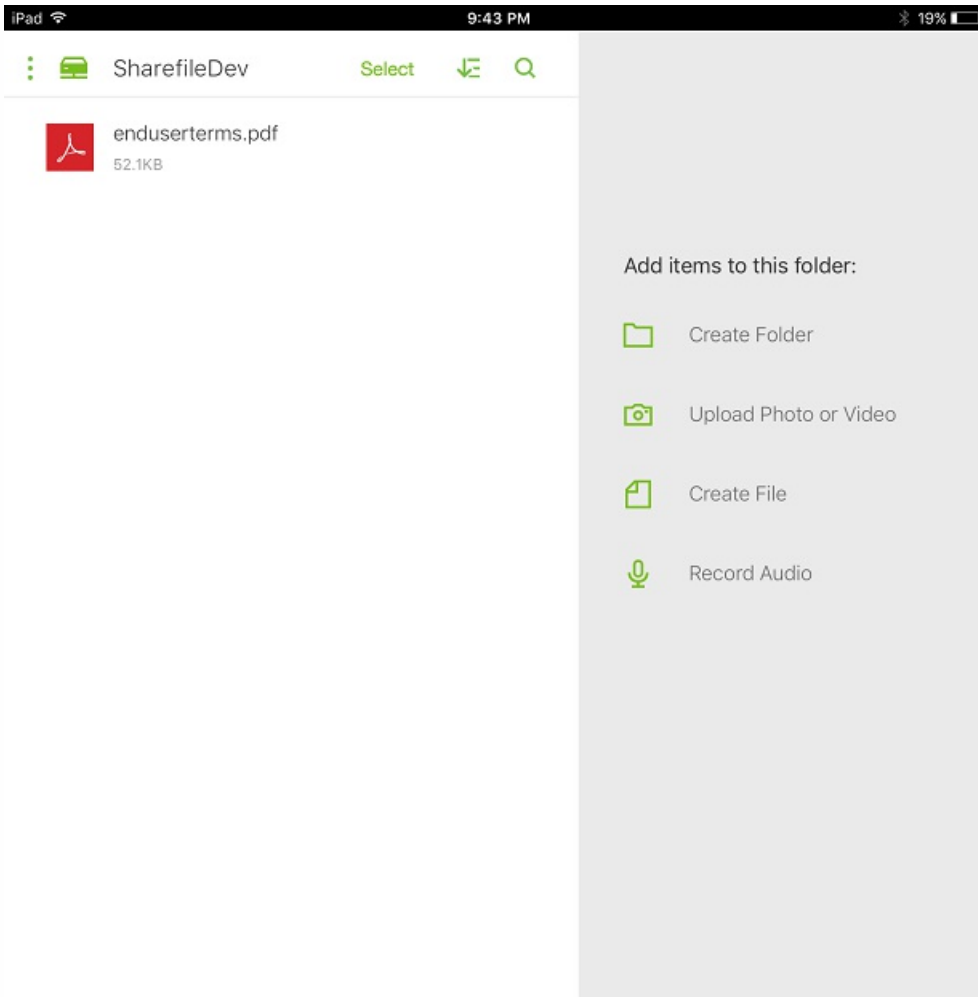 iPad 9:43 PM 19%
SharefileDev Select
enduserterms.pdf
52.1KB
Add items to this folder:
Create Folder
Upload Photo or Video
Create File
Record Audio